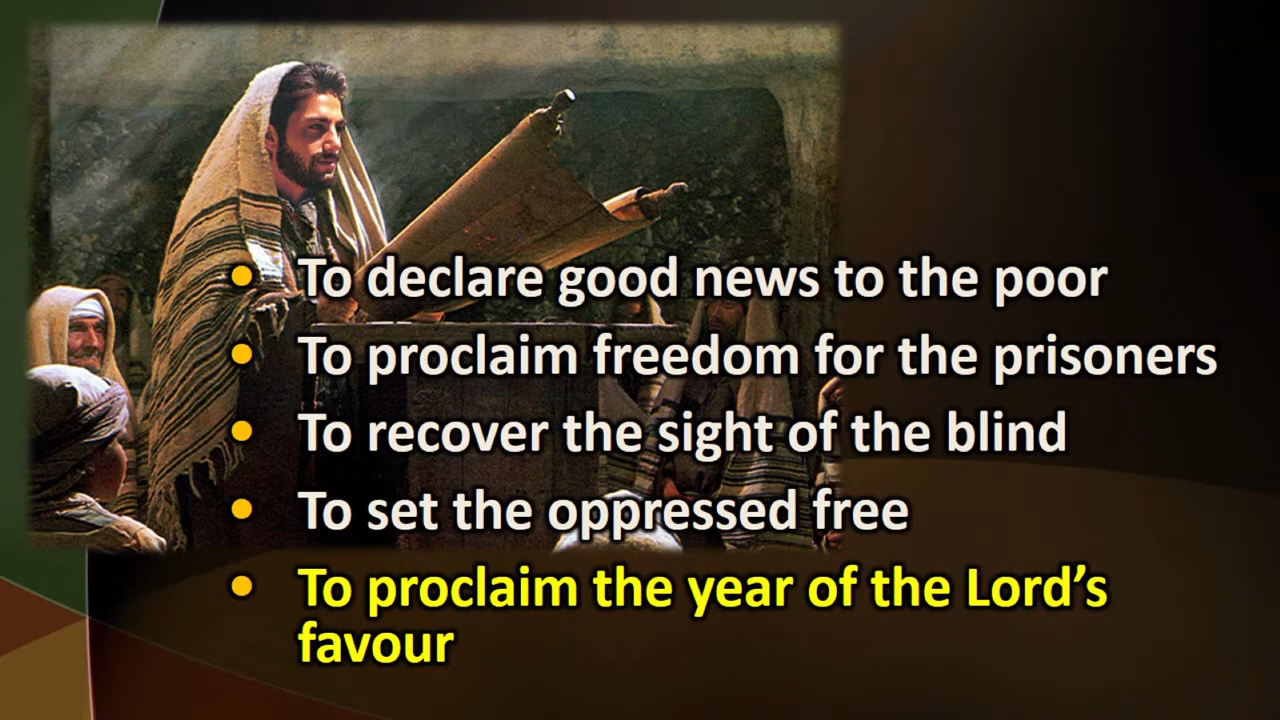 • To declare good news to the poor
• To proclaim freedom for the prisoners
• To recover the sight of the blind
• To set the oppressed free
• To proclaim the year of the Lord’s
favour